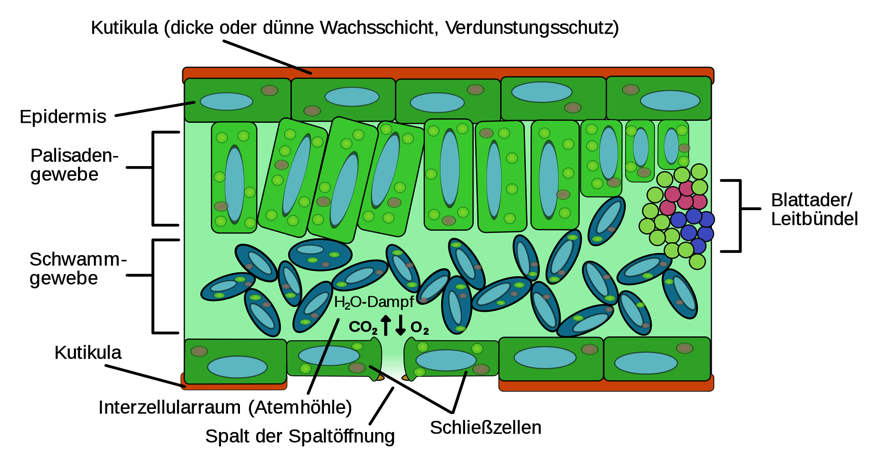 Kutikula (dicke oder dünne Wachsschicht, Verdunstungsschutz)
Epidermis
Palisaden-
gewebe
Blattader/
Leitbündel
Schwamm-
gewebe
H₂O-Dampf
CO₂ O₂
Kutikula
Interzellularraum (Atemhöhle)
Spalt der Spaltöffnung
Schließzellen